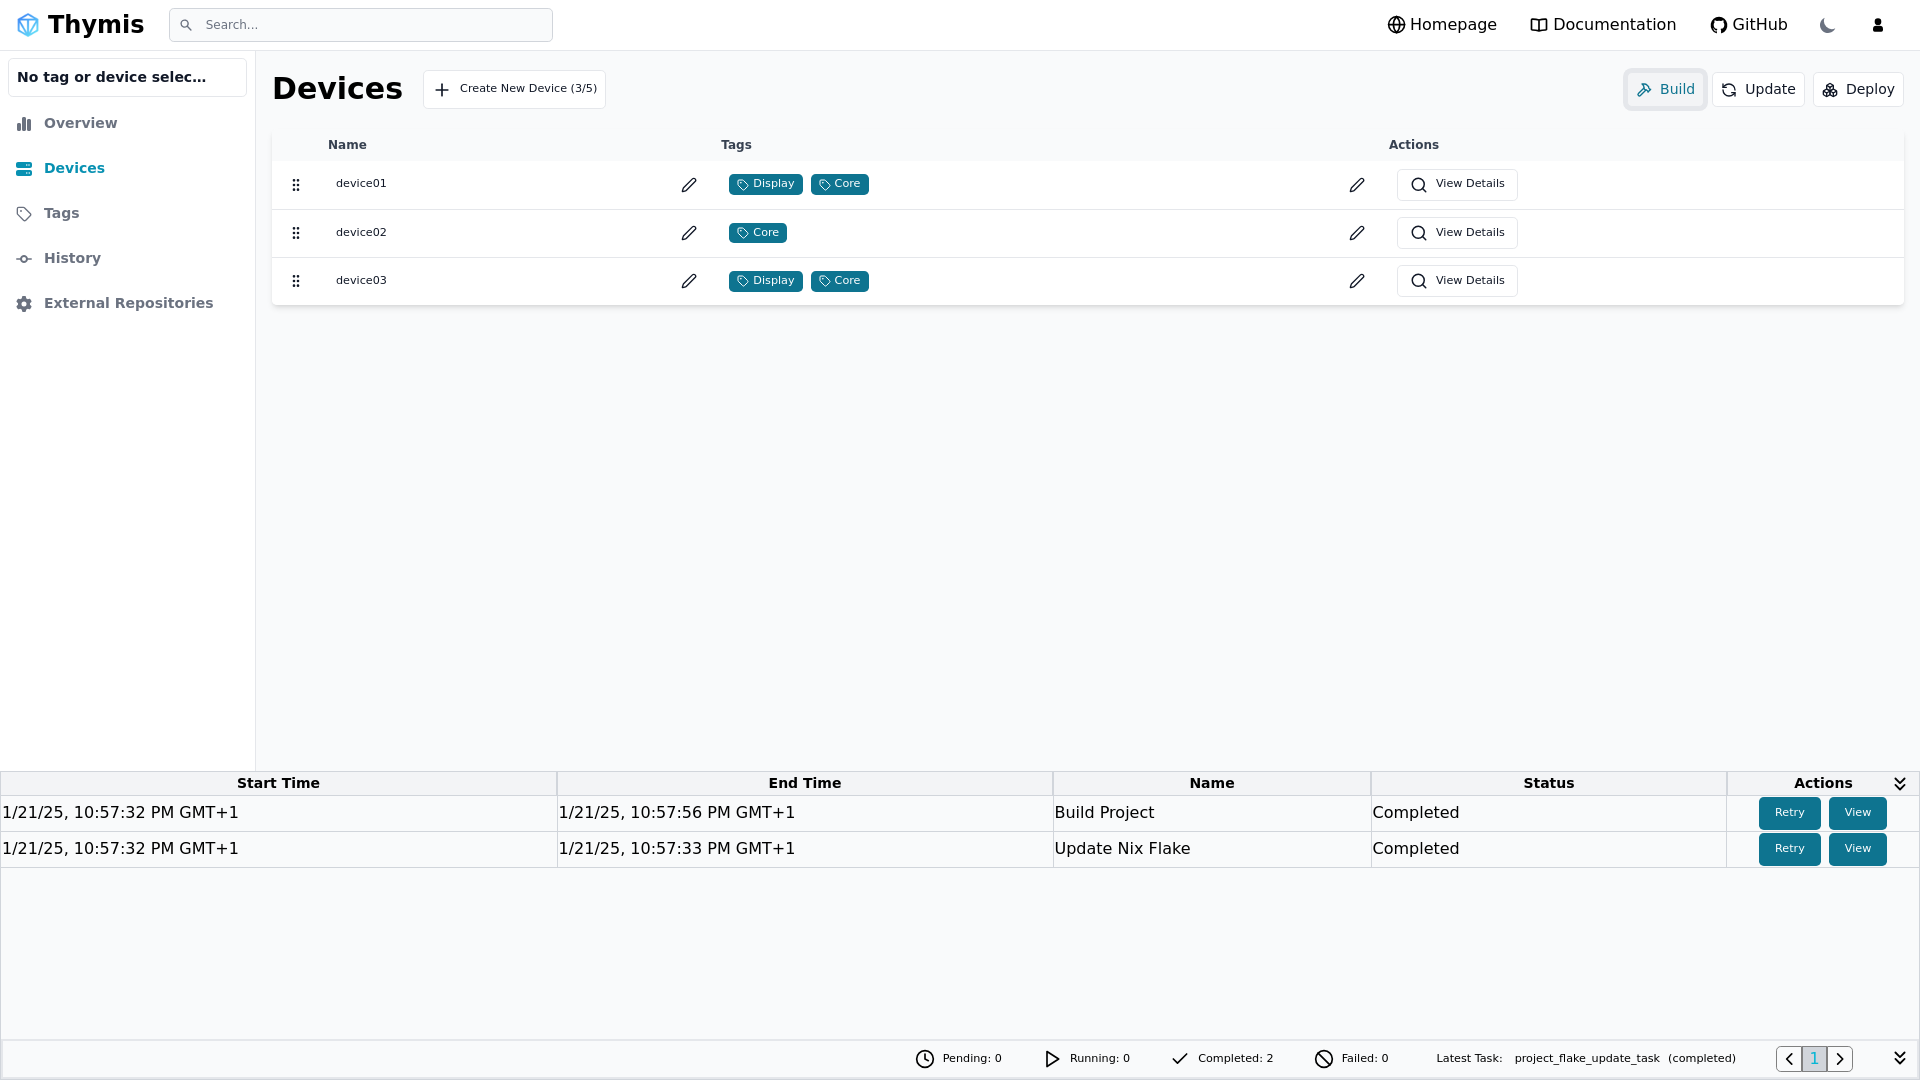 Thymis
Search...
Homepage
Documentation
GitHub
No tag or device selec...
Overview
Devices
Tags
History
External Repositories
Devices
Create New Device (3/5)
Build
Update
Deploy
Name Tags Actions
device01 Display Core View Details
device02 Core View Details
device03 Display Core View Details
Start Time End Time Name Status Actions
1/21/25, 10:57:32 PM GMT+1 1/21/25, 10:57:56 PM GMT+1 Build Project Completed Retry View
1/21/25, 10:57:32 PM GMT+1 1/21/25, 10:57:33 PM GMT+1 Update Nix Flake Completed Retry View
Pending: 0 Running: 0 Completed: 2 Failed: 0 Latest Task: project_flake_update_task (completed) 1